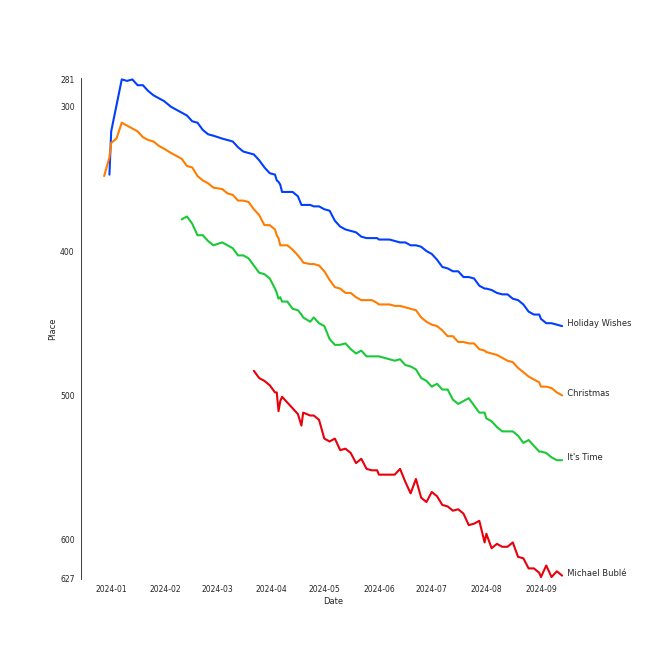 281
300
400
500
600
627
Place
2024-01
2024-02
2024-03
2024-04
2024-05
2024-06
2024-07
2024-08
2024-09
Date
Holiday Wishes
Christmas
It's Time
Michael Bublé